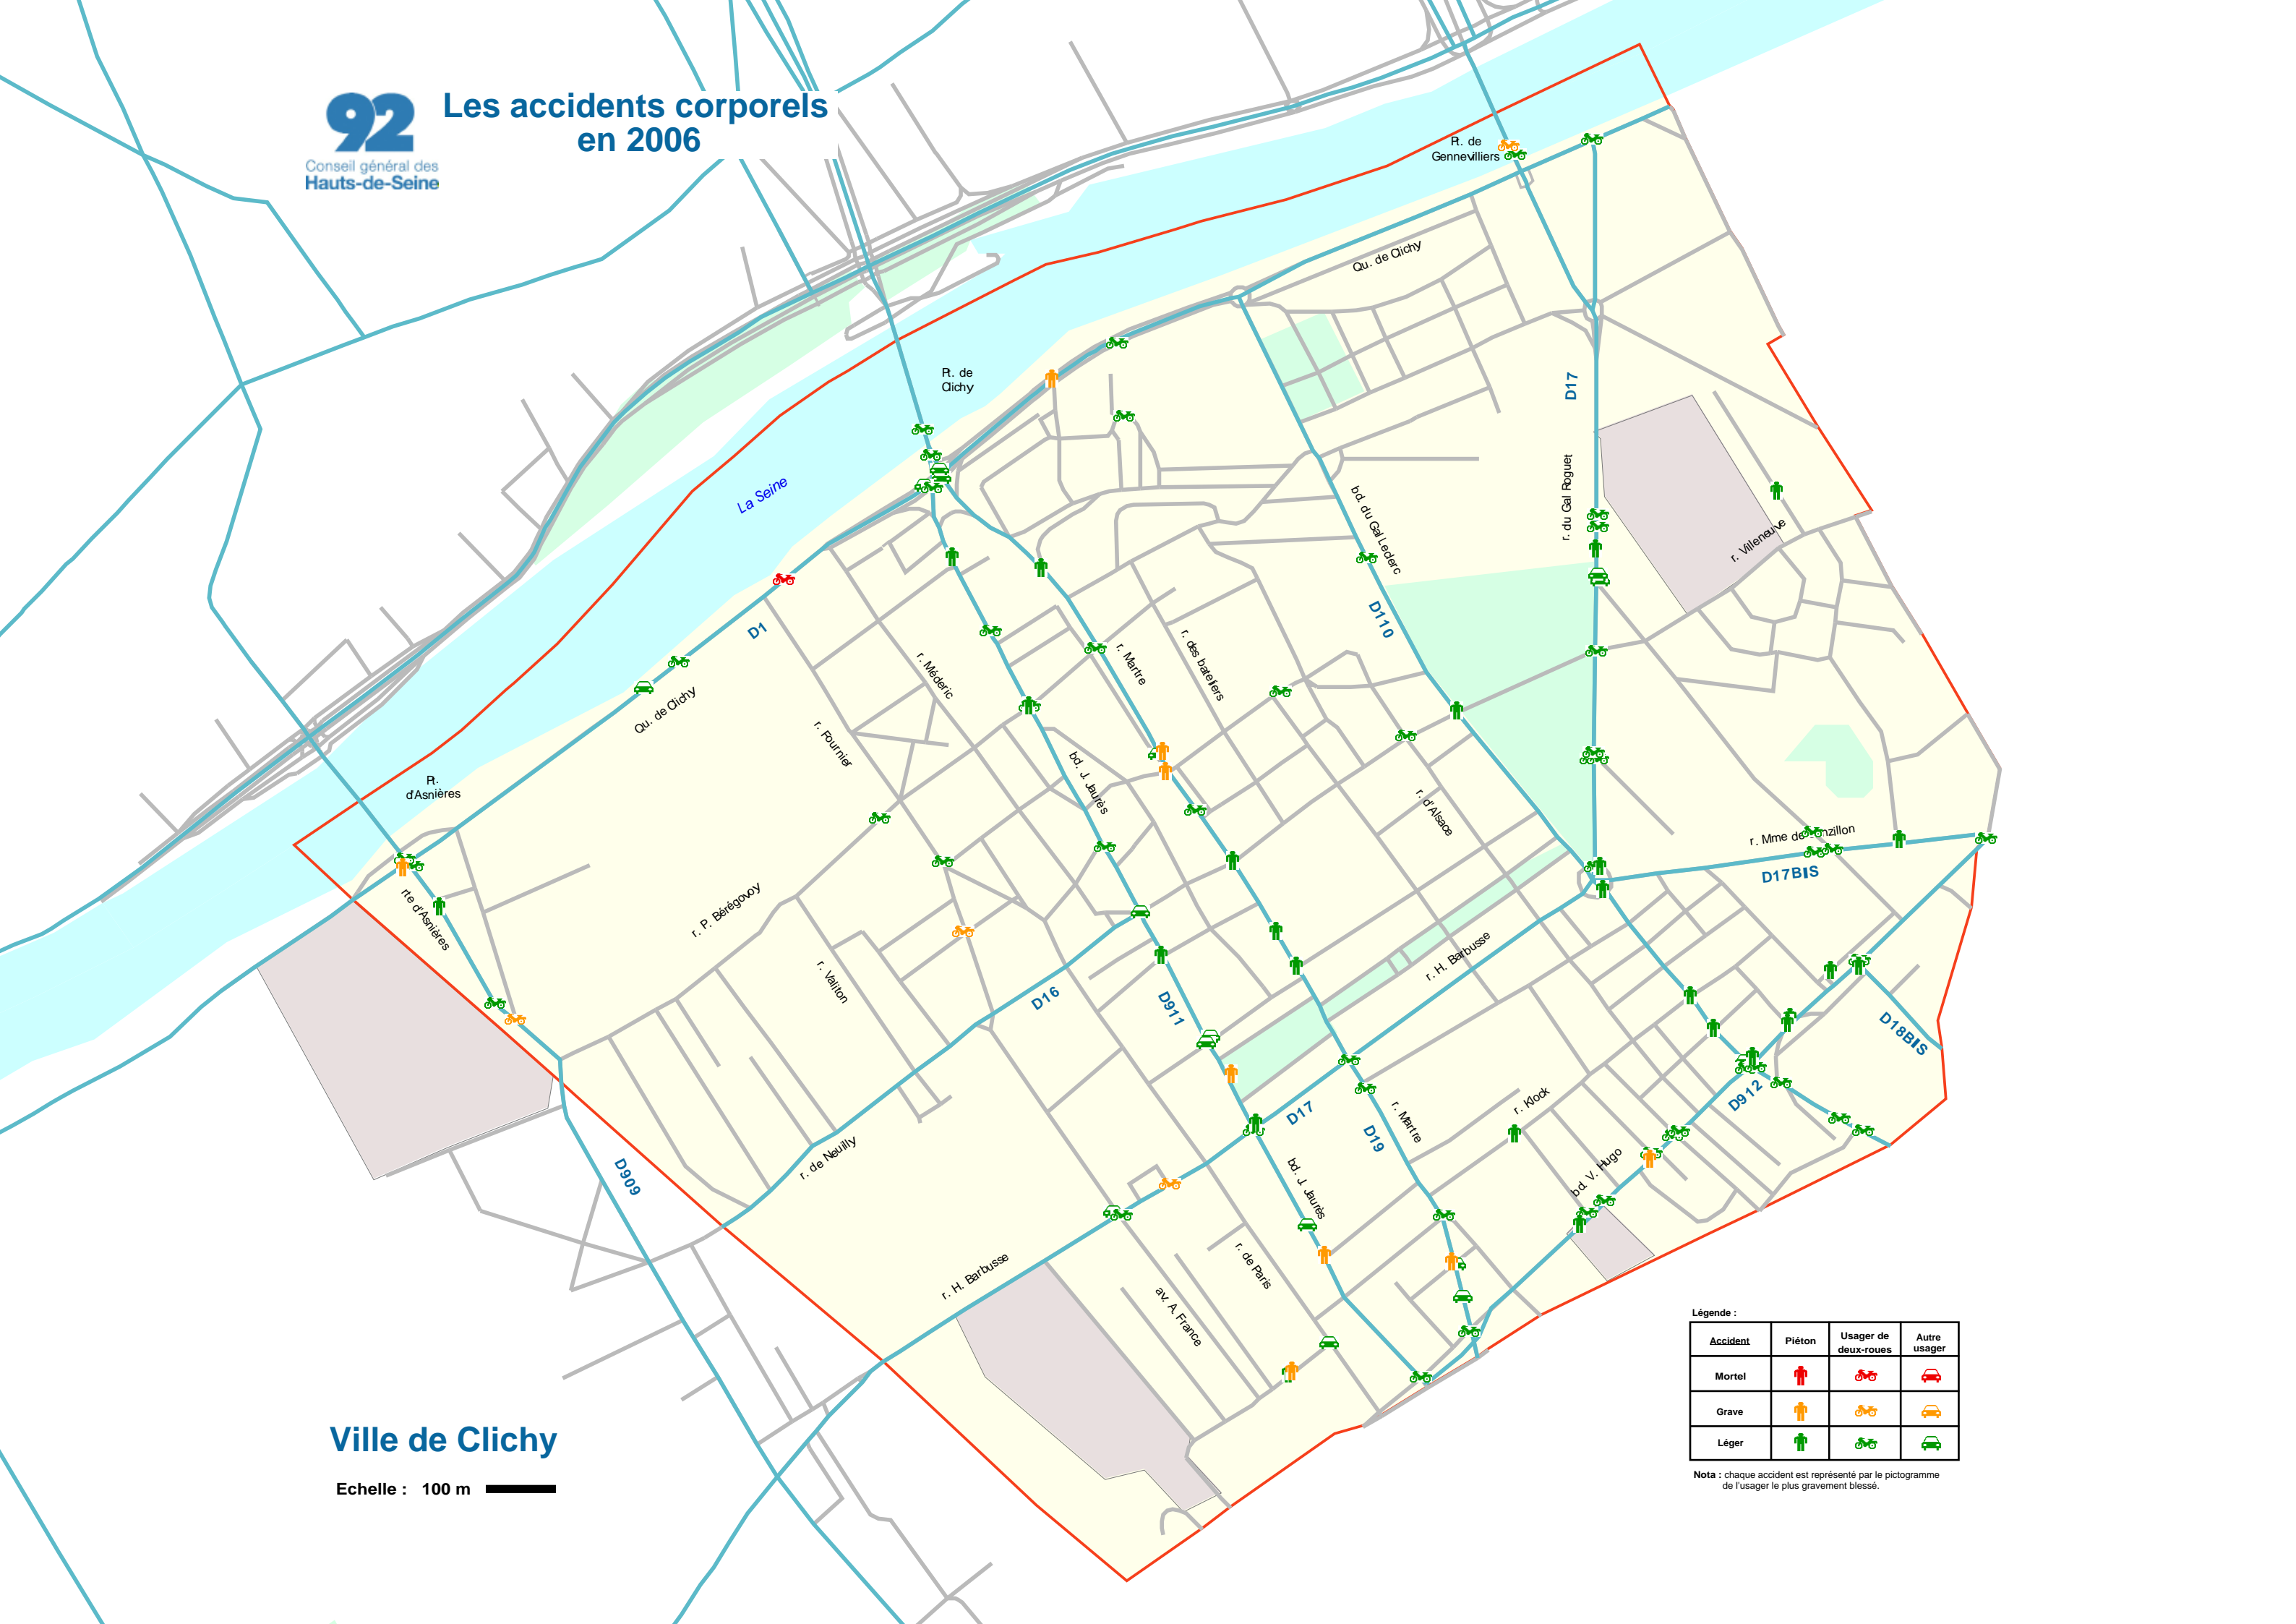 92
Conseil général des
Hauts-de-Seine
Les accidents corporels
en 2006
Pt. de
Gennevilliers
Qu. de Clichy
D17
Pt. de
Clichy
La Seine
bd. du Gal Leclerc
r. du Gal Roguet
r. Villeneuve
D1
D110
r. Médéric
r. Martre
r. des bateliers
Qu. de Clichy
r. Fournier
bd. J. Jaurès
r. d'Alsace
Pt.
d'Asnières
r. Mme de
D17BIS
rte d'Asnières
r. P. Bérégovoy
r. Valiton
D16
D911
r. H. Barbusse
D18BIS
D912
r. Klock
D17
r. Martre
D19
r. de Neuilly
D909
bd. J. Jaurès
bd. V. Hugo
r. H. Barbusse
r. de Paris
av. A. France
Ville de Clichy
Echelle : 100 m
Légende :
Accident Piéton Usager de deux-roues Autre usager
Mortel
Grave
Léger
Nota : chaque accident est représenté par le pictogramme
de l'usager le plus gravement blessé.